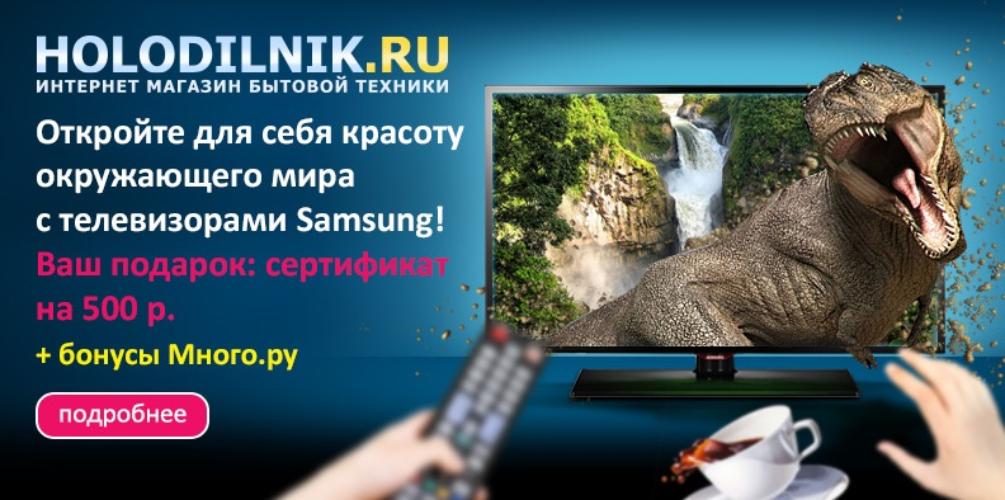 HOLODILNIK.RU
ИНТЕРНЕТ МАГАЗИН БЫТОВОЙ ТЕХНИКИ
Откройте для себя красоту
окружающего мира
с телевизорами Samsung!
Ваш подарок: сертификат
на 500 р.
+ бонусы Много.ру
подробнее